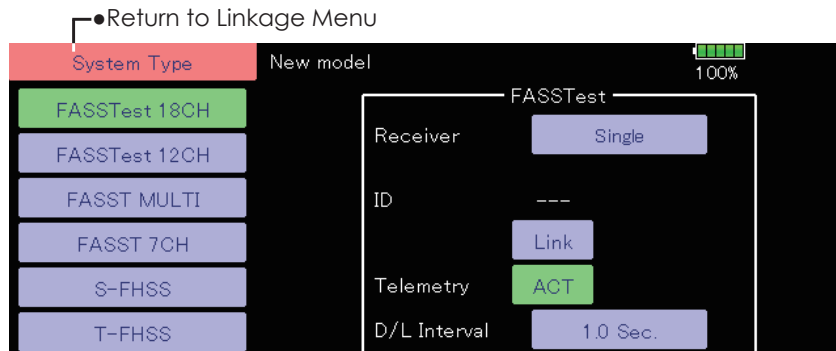 ●Return to Linkage Menu
System Type
New model
100%
FASSTest 18CH
FASSTest 12CH
FASST MULTI
FASST 7CH
S-FHSS
T-FHSS
FASSTest
Receiver Single
ID ---
Link
Telemetry ACT
D/L Interval 1.0 Sec.